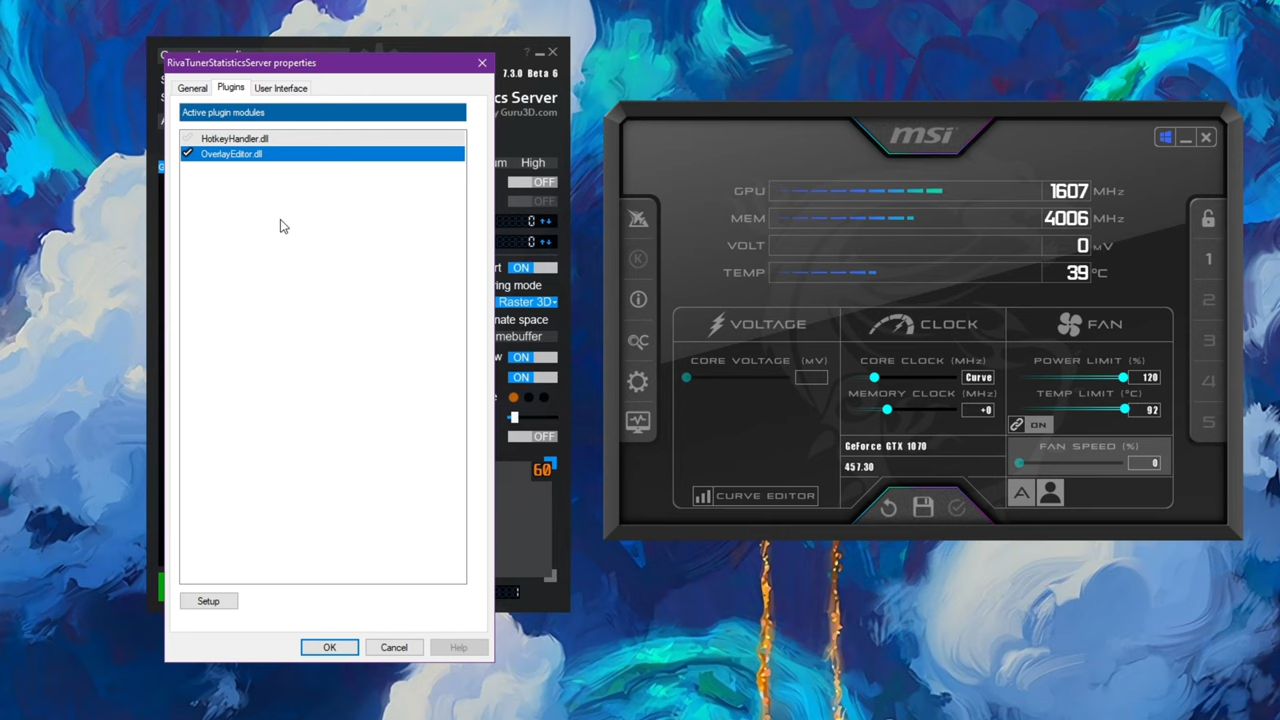 RivaTunerStatisticsServer properties
General
Plugins
User Interface
Active plugin modules
HotkeyHandler.dll
OverlayEditor.dll
Setup
OK
Cancel
Help
?
7.3.0 Beta 6
cs Server
y Guru3D.com
um High
OFF
OFF
0
0
rt ON
ring mode
Raster 3D
nate space
mebuffer
w ON
ON
e
OFF
60
msi
GPU 1607 MHz
MEM 4006 MHz
VOLT 0 mV
TEMP 39 °C
K
i
OC
1
2
3
4
5
VOLTAGE
CORE VOLTAGE (MV)
CURVE EDITOR
CLOCK
CORE CLOCK (MHz)
Curve
MEMORY CLOCK (MHz)
+0
GeForce GTX 1070
457.30
FAN
POWER LIMIT (%)
120
TEMP LIMIT (°C)
92
ON
FAN SPEED (%)
0
A